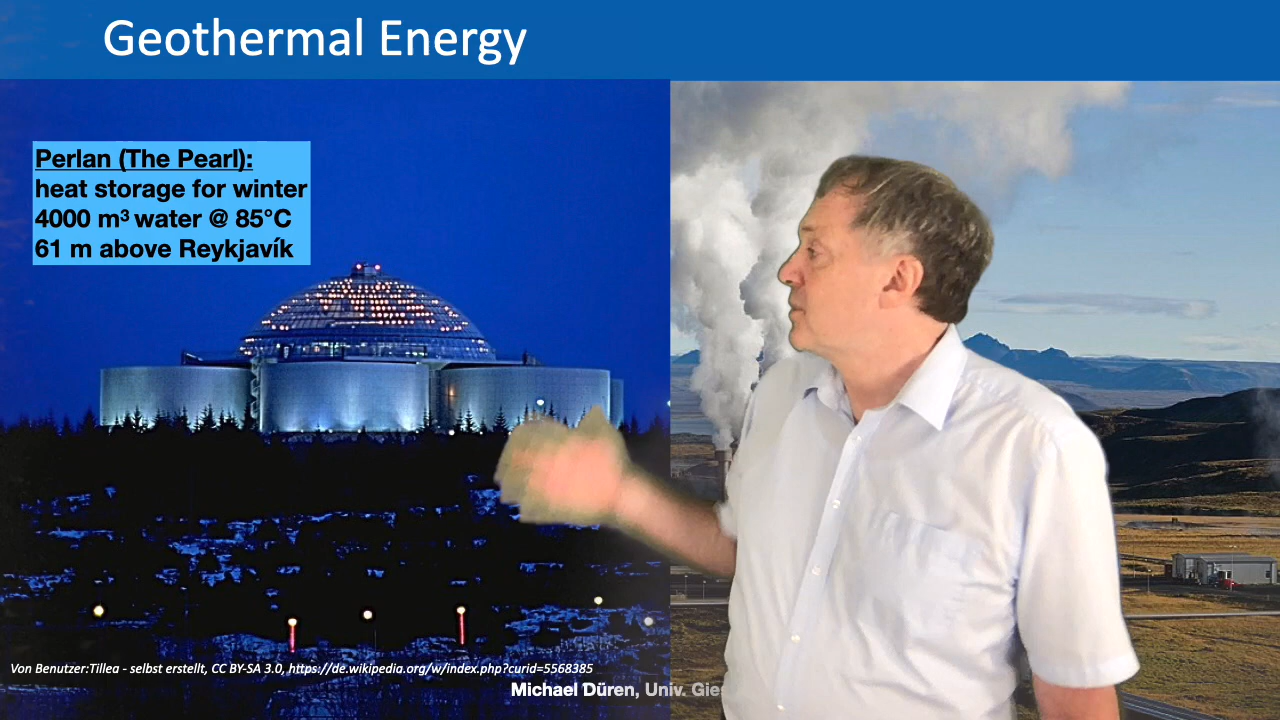 Geothermal Energy
Perlan (The Pearl):
heat storage for winter
4000 m³ water @ 85°C
61 m above Reykjavík
Von Benutzer:Tillea - selbst erstellt, CC BY-SA 3.0, https://de.wikipedia.org/w/index.php?curid=5568385
Michael Düren, Univ.